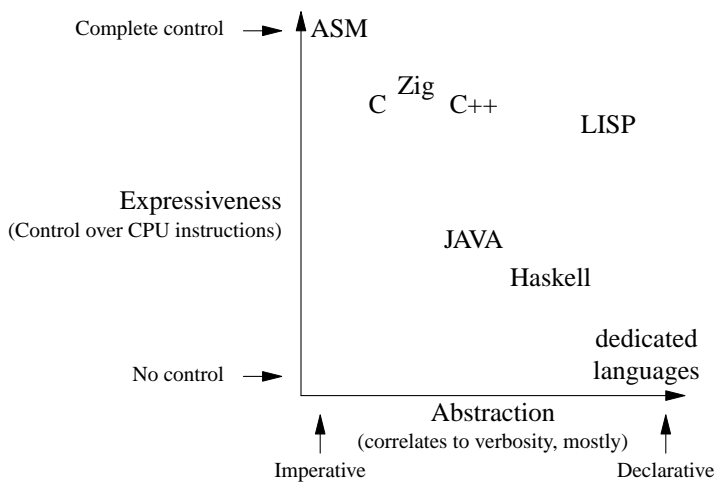 Complete control
ASM
Zig
C
C++
LISP
Expressiveness
(Control over CPU instructions)
JAVA
Haskell
dedicated
languages
No control
Abstraction
(correlates to verbosity, mostly)
Imperative
Declarative